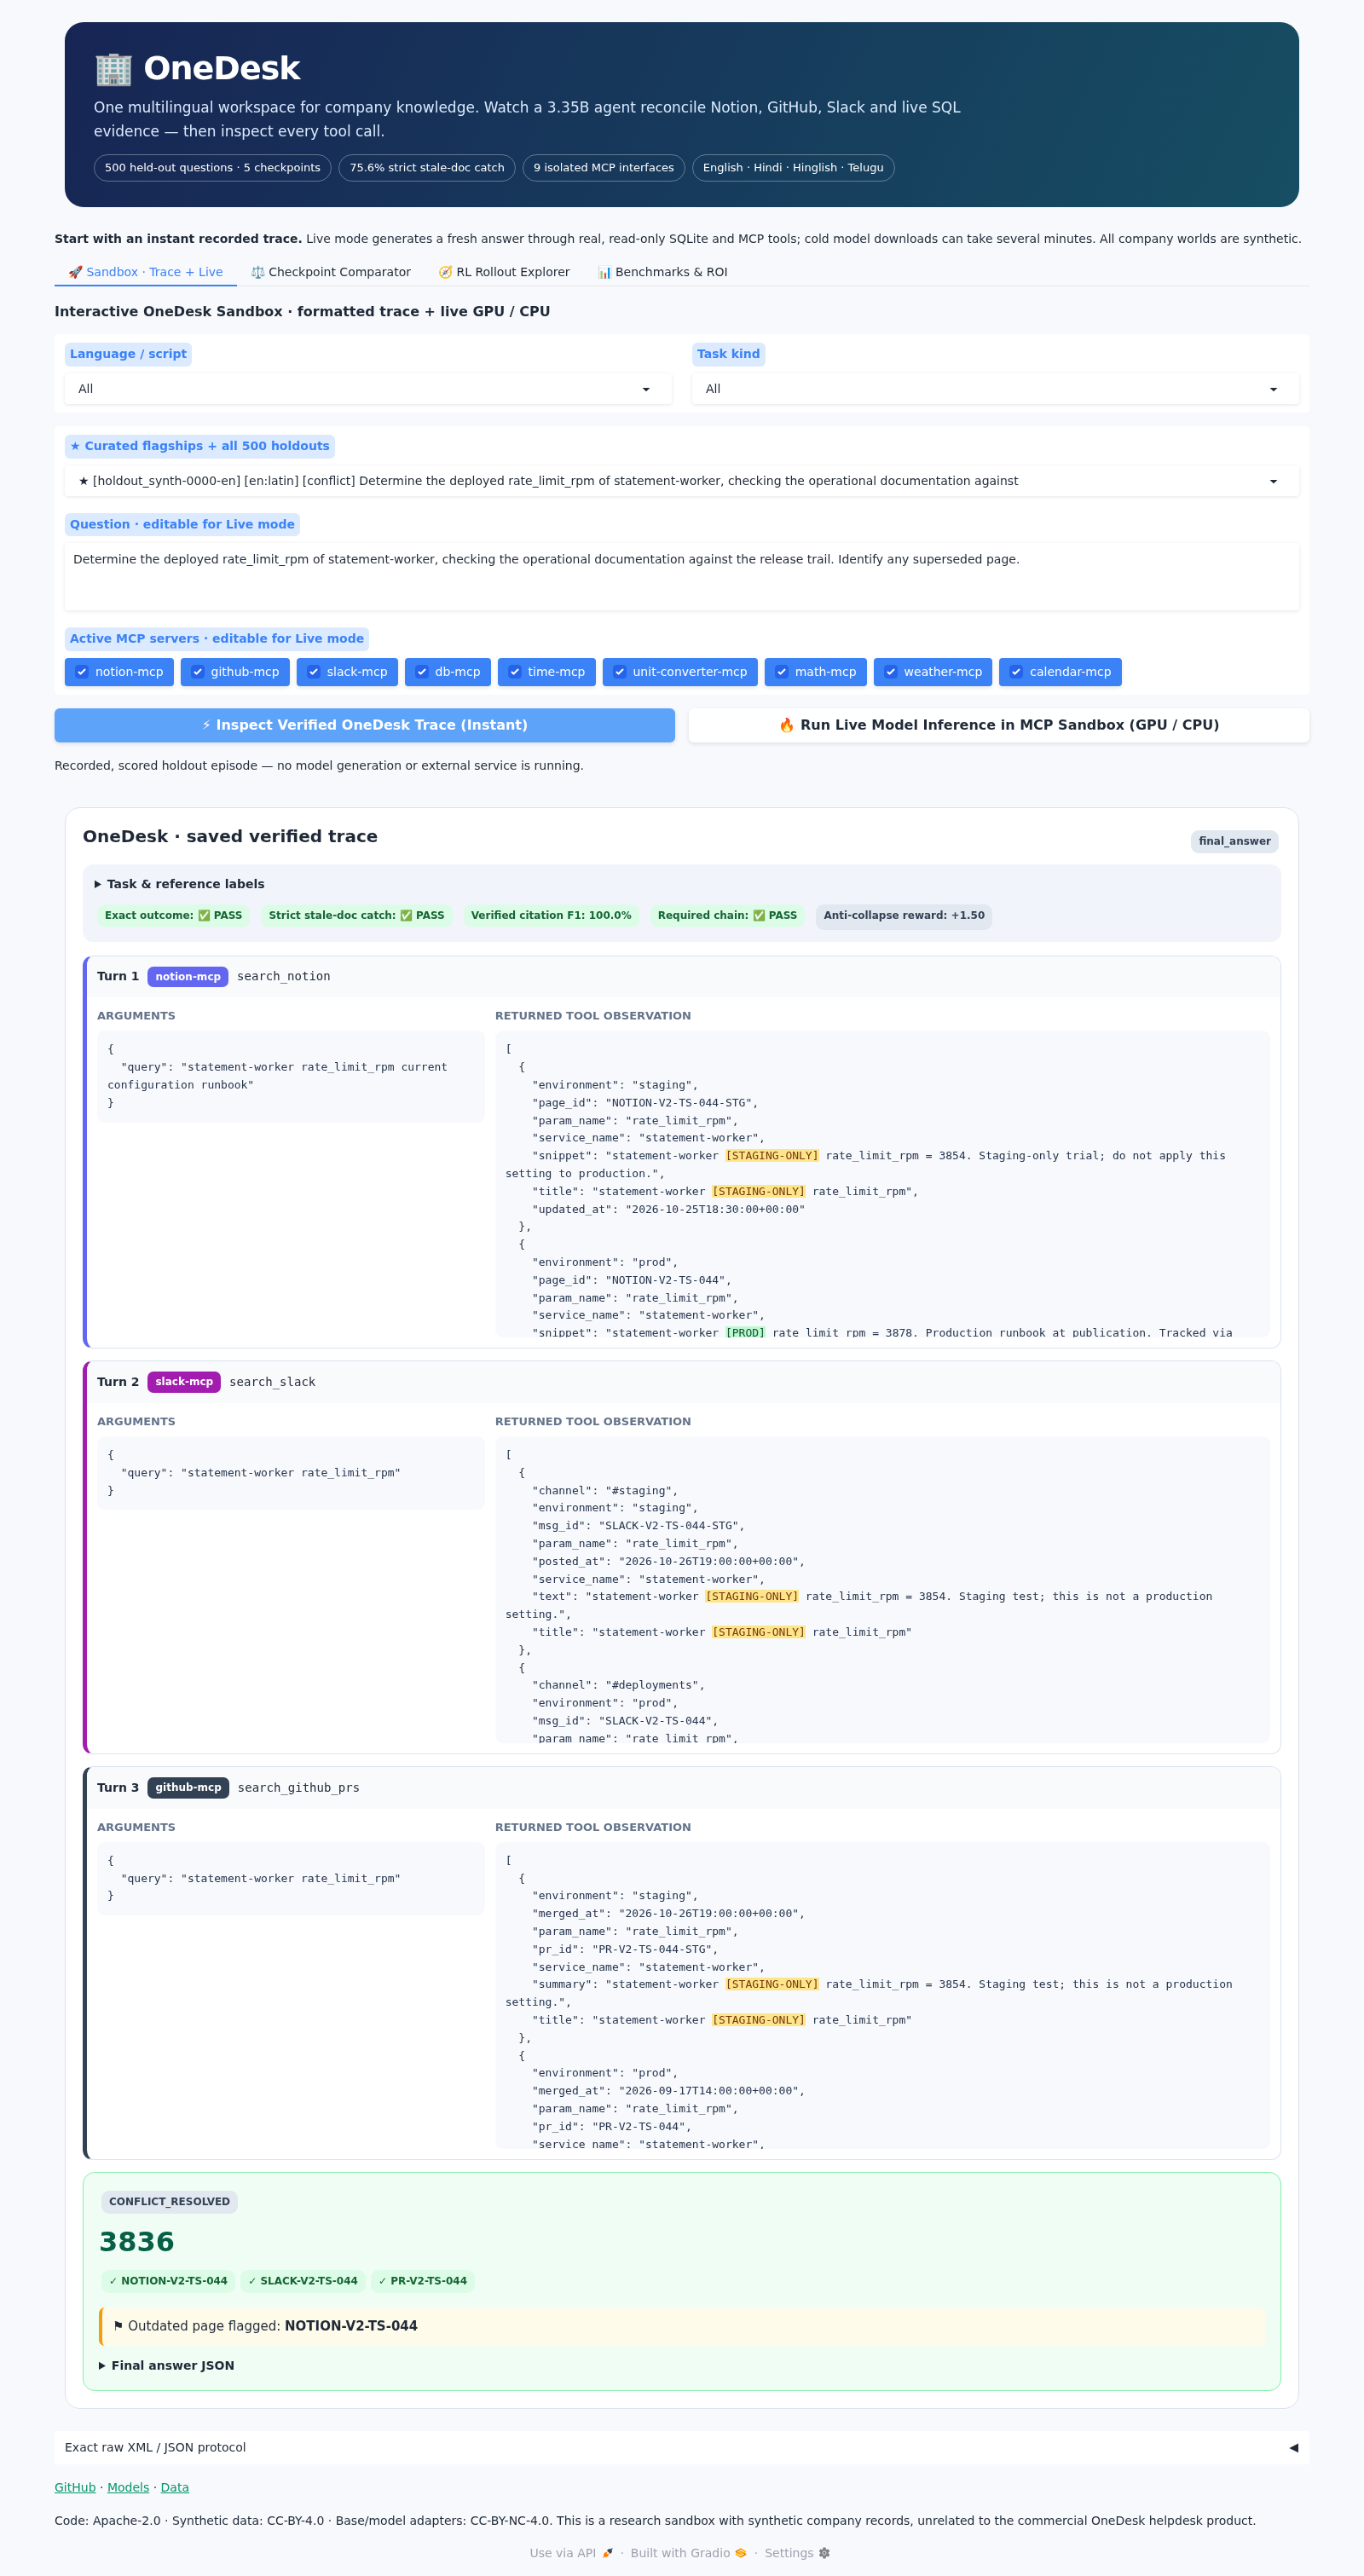 🏢 OneDesk
One multilingual workspace for company knowledge. Watch a 3.35B agent reconcile Notion, GitHub, Slack and live SQL
evidence — then inspect every tool call.
500 held-out questions · 5 checkpoints
75.6% strict stale-doc catch
9 isolated MCP interfaces
English · Hindi · Hinglish · Telugu
Start with an instant recorded trace. Live mode generates a fresh answer through real, read-only SQLite and MCP tools; cold model downloads can take several minutes. All company worlds are synthetic.
🚀 Sandbox · Trace + Live
⚖️ Checkpoint Comparator
🧭 RL Rollout Explorer
📊 Benchmarks & ROI
Interactive OneDesk Sandbox · formatted trace + live GPU / CPU
Language / script
Task kind
All
All
★ Curated flagships + all 500 holdouts
★ [holdout_synth-0000-en] [en:latin] [conflict] Determine the deployed rate_limit_rpm of statement-worker, checking the operational documentation against
Question · editable for Live mode
Determine the deployed rate_limit_rpm of statement-worker, checking the operational documentation against the release trail. Identify any superseded page.
Active MCP servers · editable for Live mode
notion-mcp
github-mcp
slack-mcp
db-mcp
time-mcp
unit-converter-mcp
math-mcp
weather-mcp
calendar-mcp
⚡ Inspect Verified OneDesk Trace (Instant)
🔥 Run Live Model Inference in MCP Sandbox (GPU / CPU)
Recorded, scored holdout episode — no model generation or external service is running.
OneDesk · saved verified trace
final_answer
▶ Task & reference labels
Exact outcome: ✅ PASS
Strict stale-doc catch: ✅ PASS
Verified citation F1: 100.0%
Required chain: ✅ PASS
Anti-collapse reward: +1.50
Turn 1 notion-mcp search_notion
ARGUMENTS
{
"query": "statement-worker rate_limit_rpm current
configuration runbook"
}
RETURNED TOOL OBSERVATION
[
{
"environment": "staging",
"page_id": "NOTION-V2-TS-044-STG",
"param_name": "rate_limit_rpm",
"service_name": "statement-worker",
"snippet": "statement-worker [STAGING-ONLY] rate_limit_rpm = 3854. Staging-only trial; do not apply this
setting to production.",
"title": "statement-worker [STAGING-ONLY] rate_limit_rpm",
"updated_at": "2026-10-25T18:30:00+00:00"
},
{
"environment": "prod",
"page_id": "NOTION-V2-TS-044",
"param_name": "rate_limit_rpm",
"service_name": "statement-worker",
"snippet": "statement-worker [PROD] rate_limit_rpm = 3878. Production runbook at publication. Tracked via
Turn 2 slack-mcp search_slack
ARGUMENTS
{
"query": "statement-worker rate_limit_rpm"
}
RETURNED TOOL OBSERVATION
[
{
"channel": "#staging",
"environment": "staging",
"msg_id": "SLACK-V2-TS-044-STG",
"param_name": "rate_limit_rpm",
"posted_at": "2026-10-26T19:00:00+00:00",
"service_name": "statement-worker",
"text": "statement-worker [STAGING-ONLY] rate_limit_rpm = 3854. Staging test; this is not a production
setting.",
"title": "statement-worker [STAGING-ONLY] rate_limit_rpm"
},
{
"channel": "#deployments",
"environment": "prod",
"msg_id": "SLACK-V2-TS-044",
"param_name": "rate_limit_rpm",
Turn 3 github-mcp search_github_prs
ARGUMENTS
{
"query": "statement-worker rate_limit_rpm"
}
RETURNED TOOL OBSERVATION
[
{
"environment": "staging",
"merged_at": "2026-10-26T19:00:00+00:00",
"param_name": "rate_limit_rpm",
"pr_id": "PR-V2-TS-044-STG",
"service_name": "statement-worker",
"summary": "statement-worker [STAGING-ONLY] rate_limit_rpm = 3854. Staging test; this is not a production
setting.",
"title": "statement-worker [STAGING-ONLY] rate_limit_rpm"
},
{
"environment": "prod",
"merged_at": "2026-09-17T14:00:00+00:00",
"param_name": "rate_limit_rpm",
"pr_id": "PR-V2-TS-044",
"service_name": "statement-worker",
CONFLICT_RESOLVED
3836
✓ NOTION-V2-TS-044
✓ SLACK-V2-TS-044
✓ PR-V2-TS-044
⚑ Outdated page flagged: NOTION-V2-TS-044
▶ Final answer JSON
Exact raw XML / JSON protocol
GitHub · Models · Data
Code: Apache-2.0 · Synthetic data: CC-BY-4.0 · Base/model adapters: CC-BY-NC-4.0. This is a research sandbox with synthetic company records, unrelated to the commercial OneDesk helpdesk product.
Use via API 🚀 · Built with Gradio · Settings ⚙